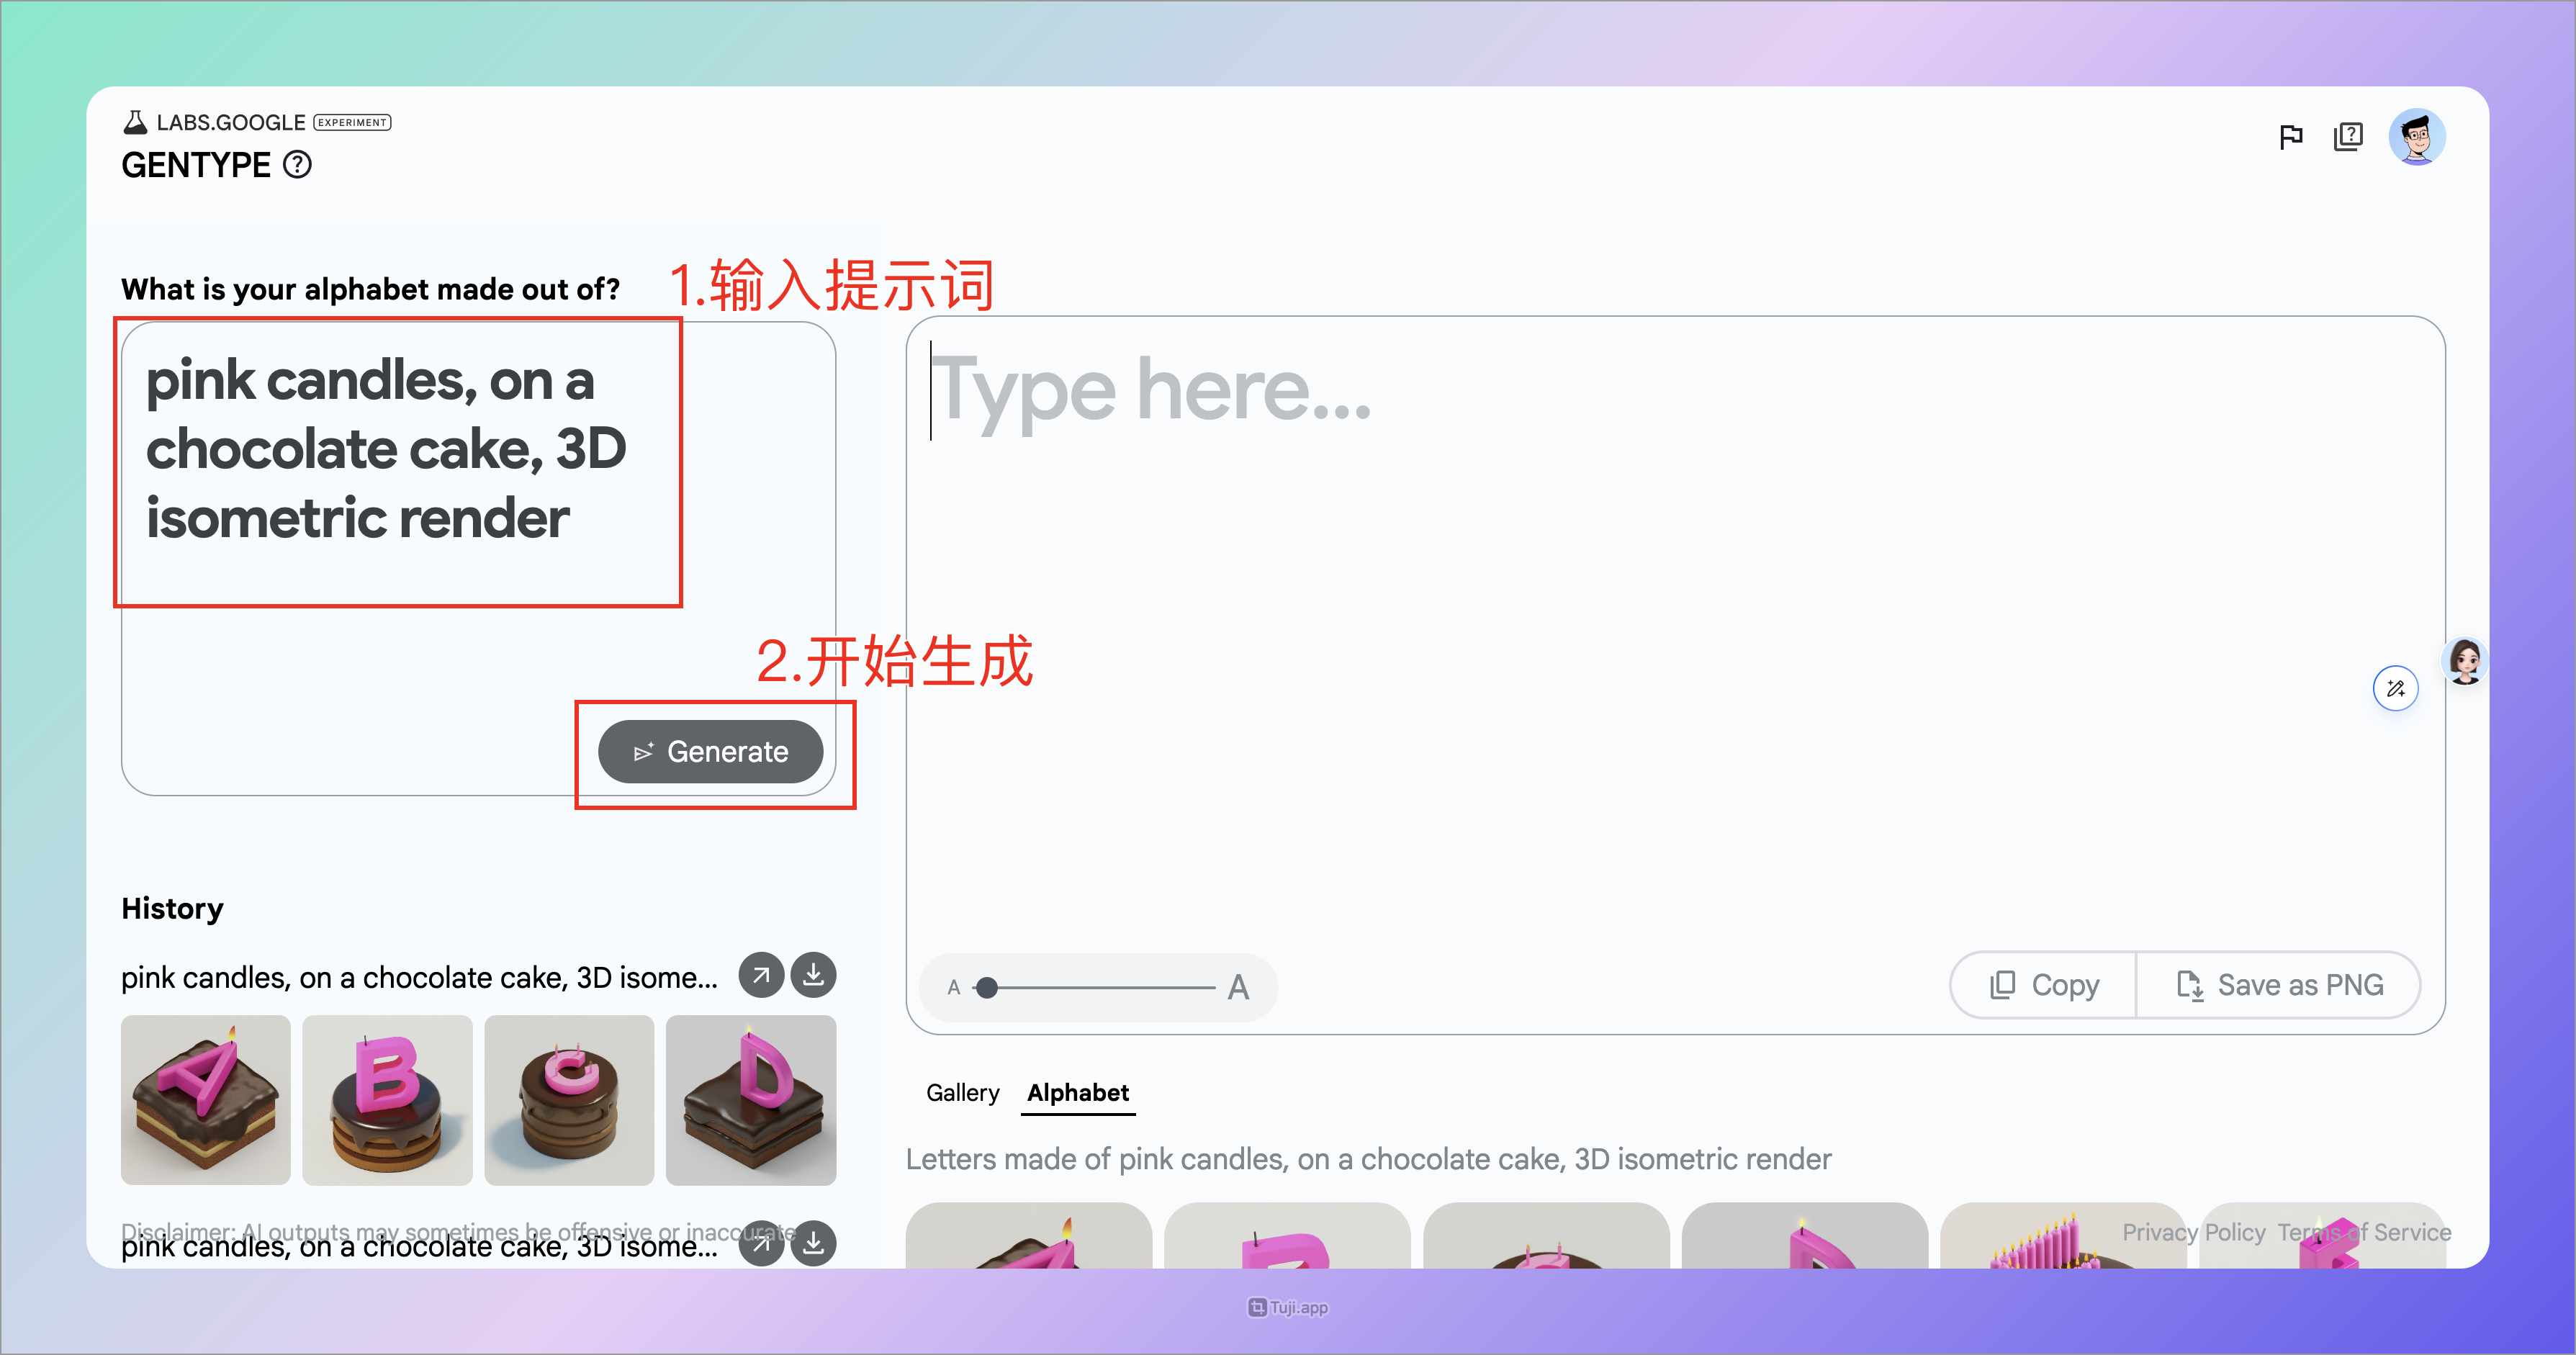 LABS.GOOGLE EXPERIMENT
GENTYPE
What is your alphabet made out of?
1.输入提示词
pink candles, on a
chocolate cake, 3D
isometric render
Type here...
2.开始生成
Generate
A A
Copy
Save as PNG
History
pink candles, on a chocolate cake, 3D isome...
A B C D
Gallery Alphabet
Letters made of pink candles, on a chocolate cake, 3D isometric render
Disclaimer: AI outputs may sometimes be offensive or inaccurate
pink candles, on a chocolate cake, 3D isome...
Privacy Policy Terms of Service
Tuji.app